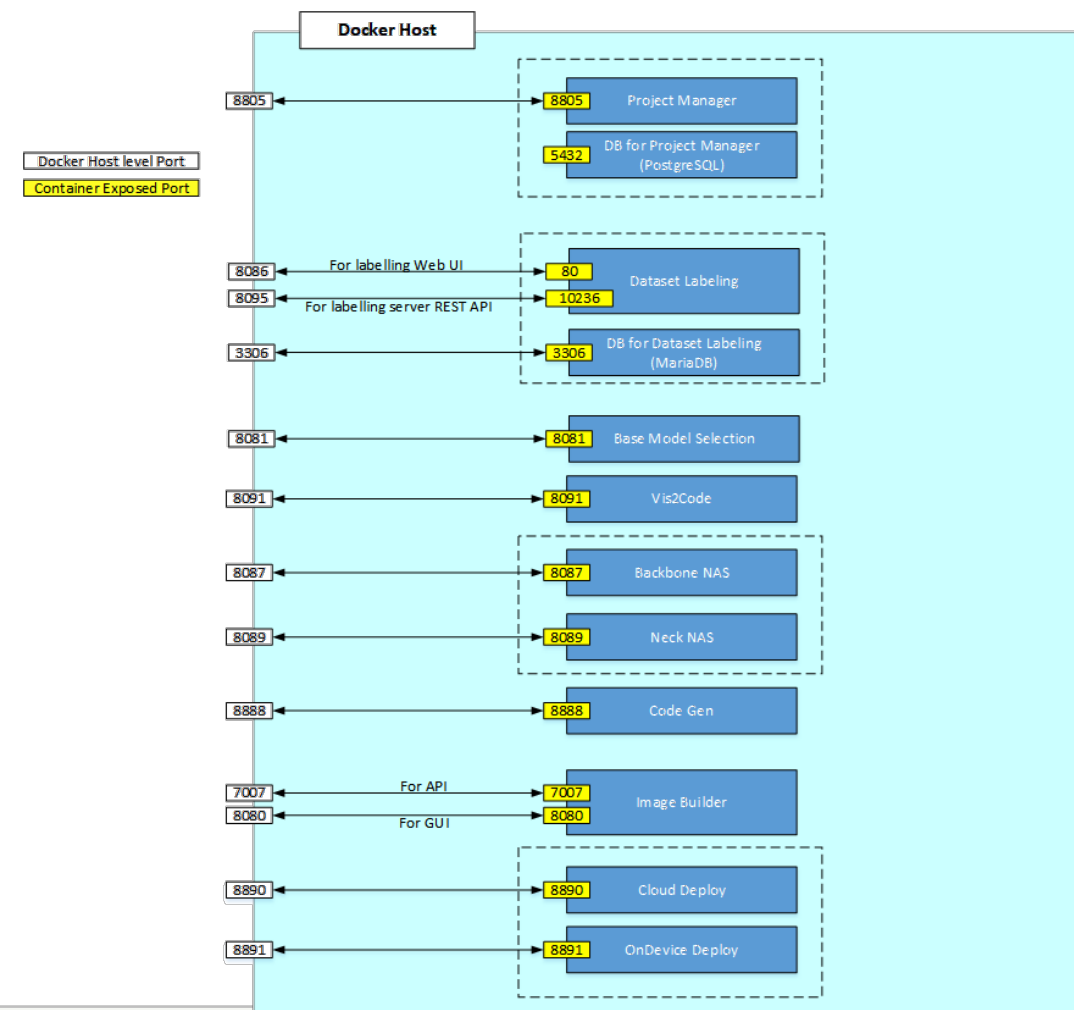 Docker Host
8805
8805
Project Manager
Docker Host level Port
Container Exposed Port
5432
DB for Project Manager
(PostgreSQL)
8086
For labelling Web UI
80
Dataset Labeling
8095
For labelling server REST API
10236
3306
3306
DB for Dataset Labeling
(MariaDB)
8081
8081
Base Model Selection
8091
8091
Vis2Code
8087
8087
Backbone NAS
8089
8089
Neck NAS
8888
8888
Code Gen
7007
For API
7007
Image Builder
8080
For GUI
8080
8890
8890
Cloud Deploy
8891
8891
OnDevice Deploy